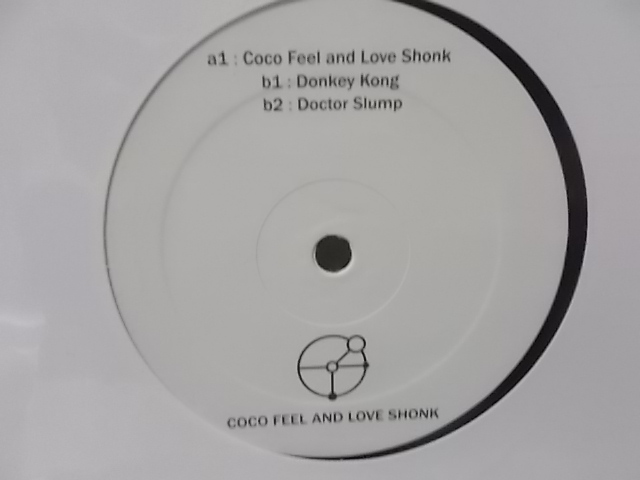 a1 : Coco Feel and Love Shonk
b1 : Donkey Kong
b2 : Doctor Slump
COCO FEEL AND LOVE SHONK